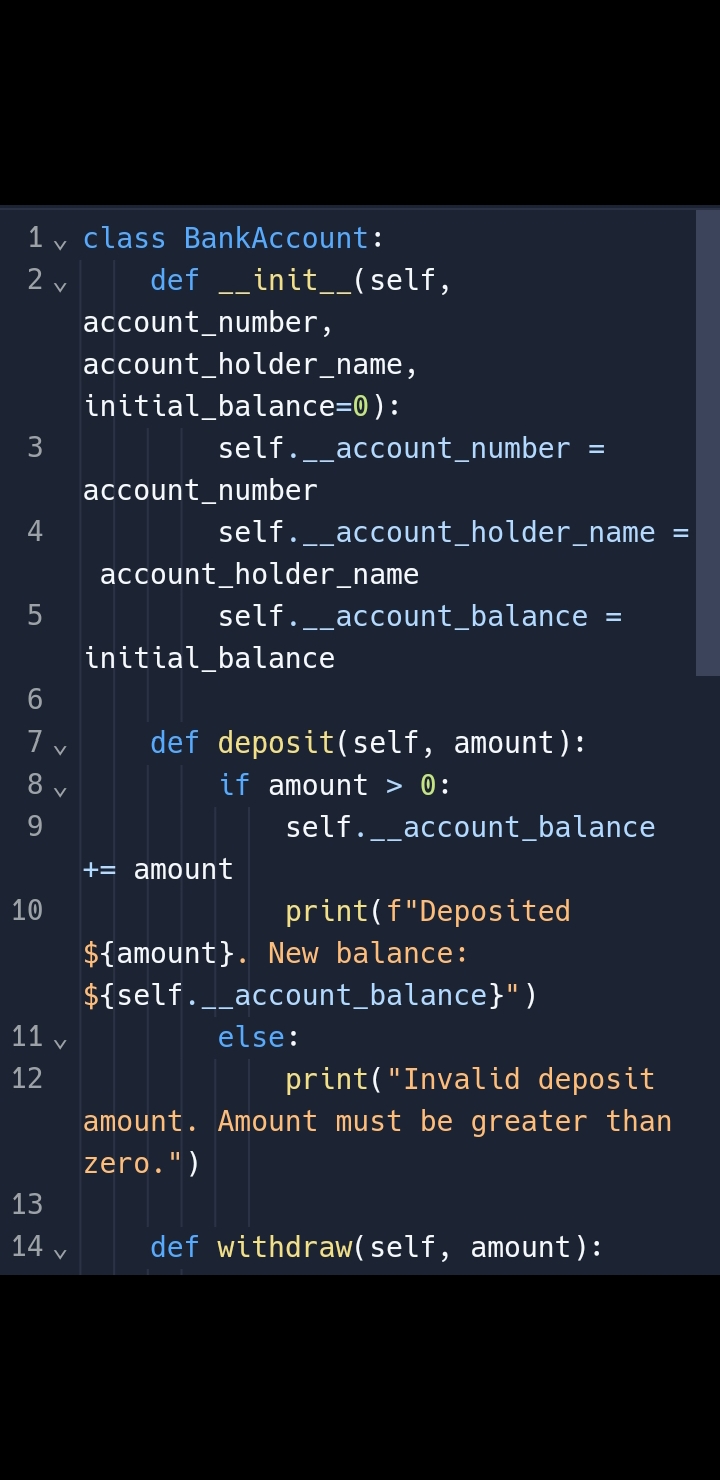 1 class BankAccount:
2     def __init__(self,
account_number,
account_holder_name,
initial_balance=0):
3         self.__account_number =
account_number
4         self.__account_holder_name =
 account_holder_name
5         self.__account_balance =
initial_balance
6
7     def deposit(self, amount):
8         if amount > 0:
9             self.__account_balance
+= amount
10             print(f"Deposited
${amount}. New balance:
${self.__account_balance}")
11         else:
12             print("Invalid deposit
amount. Amount must be greater than
zero.")
13
14     def withdraw(self, amount):